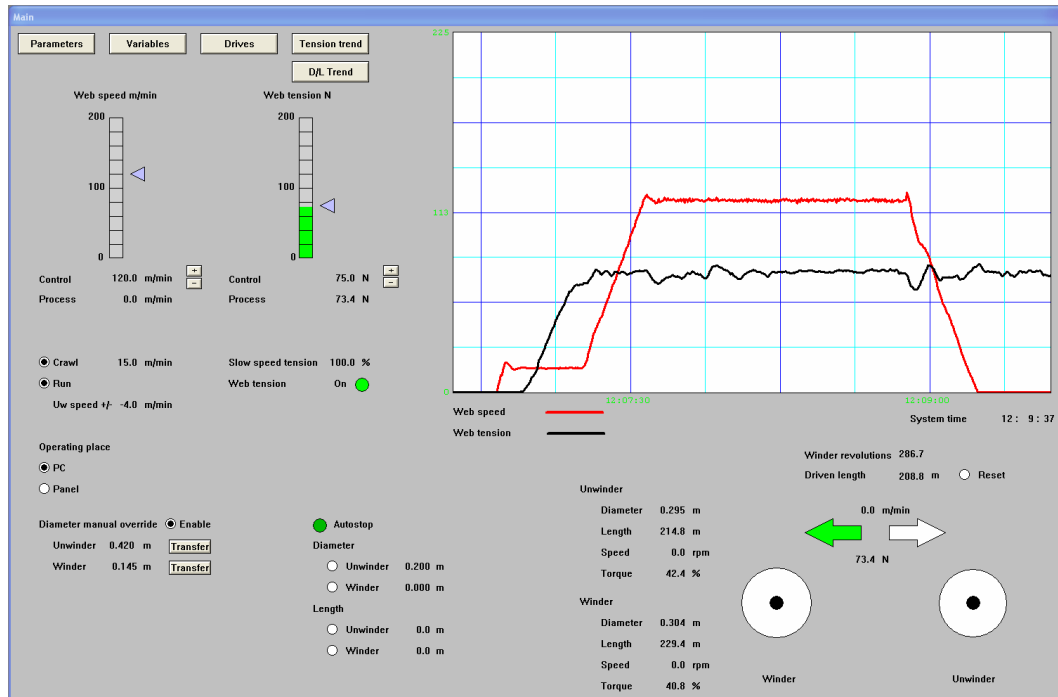 Main
Parameters Variables Drives Tension trend
D/L Trend
Web speed m/min Web tension N
200 200
100 100
0 0
Control 120.0 m/min + − Control 75.0 N + −
Process 0.0 m/min Process 73.4 N
Crawl 15.0 m/min Slow speed tension 100.0 %
Run Web tension On
Uw speed +/- -4.0 m/min
Operating place
PC
Panel
Diameter manual override Enable
Unwinder 0.420 m Transfer
Winder 0.145 m Transfer
Autostop
Diameter
Unwinder 0.200 m
Winder 0.000 m
Length
Unwinder 0.0 m
Winder 0.0 m
225
113
0
12:07:30 12:09:00
Web speed
Web tension
System time 12 : 9 : 37
Winder revolutions 286.7
Driven length 208.8 m Reset
Unwinder
Diameter 0.295 m
Length 214.8 m
Speed 0.0 rpm
Torque 42.4 %
Winder
Diameter 0.304 m
Length 229.4 m
Speed 0.0 rpm
Torque 40.8 %
0.0 m/min
73.4 N
Winder Unwinder